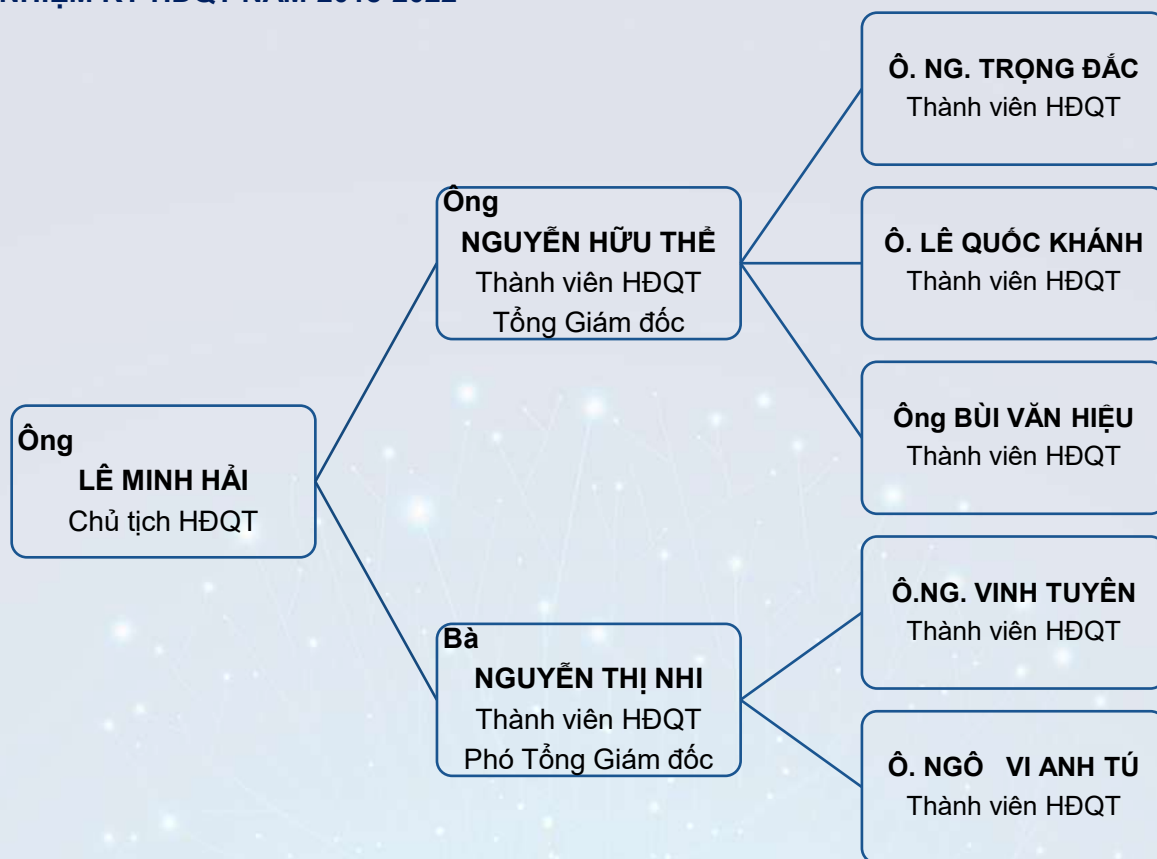 Ông
LÊ MINH HẢI
Chủ tịch HĐQT
Ông
NGUYỄN HỮU THỂ
Thành viên HĐQT
Tổng Giám đốc
Bà
NGUYỄN THỊ NHI
Thành viên HĐQT
Phó Tổng Giám đốc
Ô. NG. TRỌNG ĐẮC
Thành viên HĐQT
Ô. LÊ QUỐC KHÁNH
Thành viên HĐQT
Ông BÙI VĂN HIỆU
Thành viên HĐQT
Ô.NG. VINH TUYÊN
Thành viên HĐQT
Ô. NGÔ VI ANH TÚ
Thành viên HĐQT